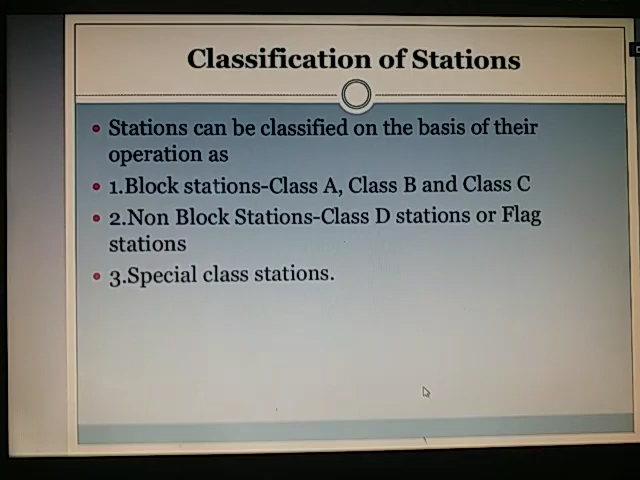 Classification of Stations
Stations can be classified on the basis of their
operation as
1.Block stations-Class A, Class B and Class C
2.Non Block Stations-Class D stations or Flag
stations
3.Special class stations.